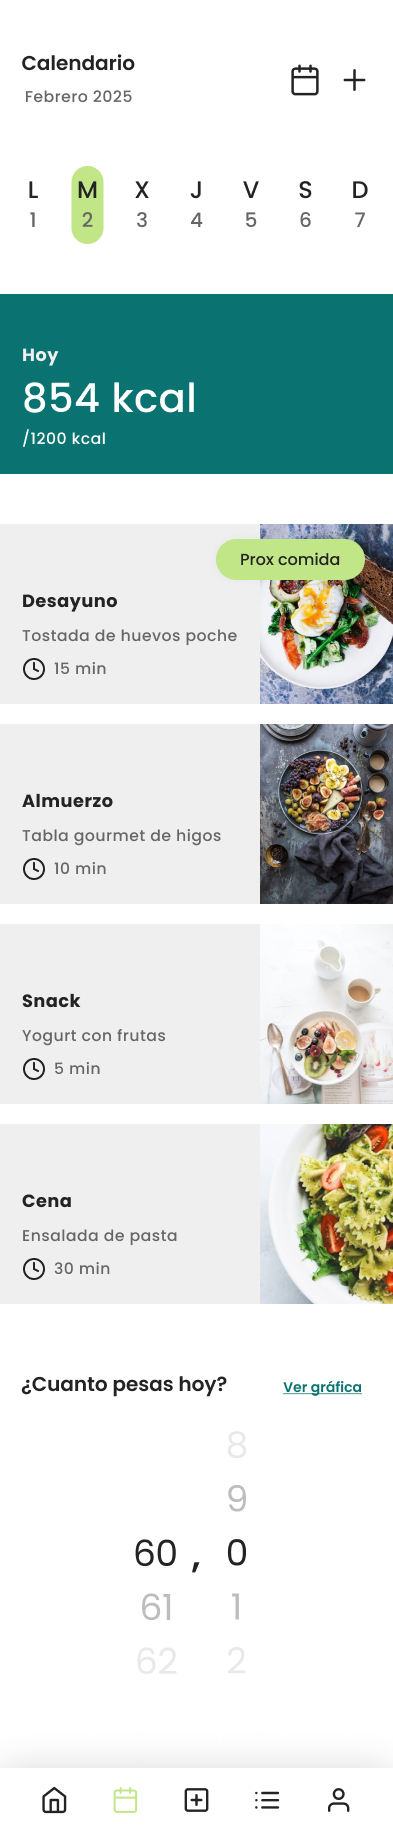 Calendario
Febrero 2025
L M X J V S D
1 2 3 4 5 6 7
Hoy
854 kcal
/1200 kcal
Prox comida
Desayuno
Tostada de huevos poche
15 min
Almuerzo
Tabla gourmet de higos
10 min
Snack
Yogurt con frutas
5 min
Cena
Ensalada de pasta
30 min
¿Cuanto pesas hoy? Ver gráfica
8
9
60 , 0
61 1
62 2